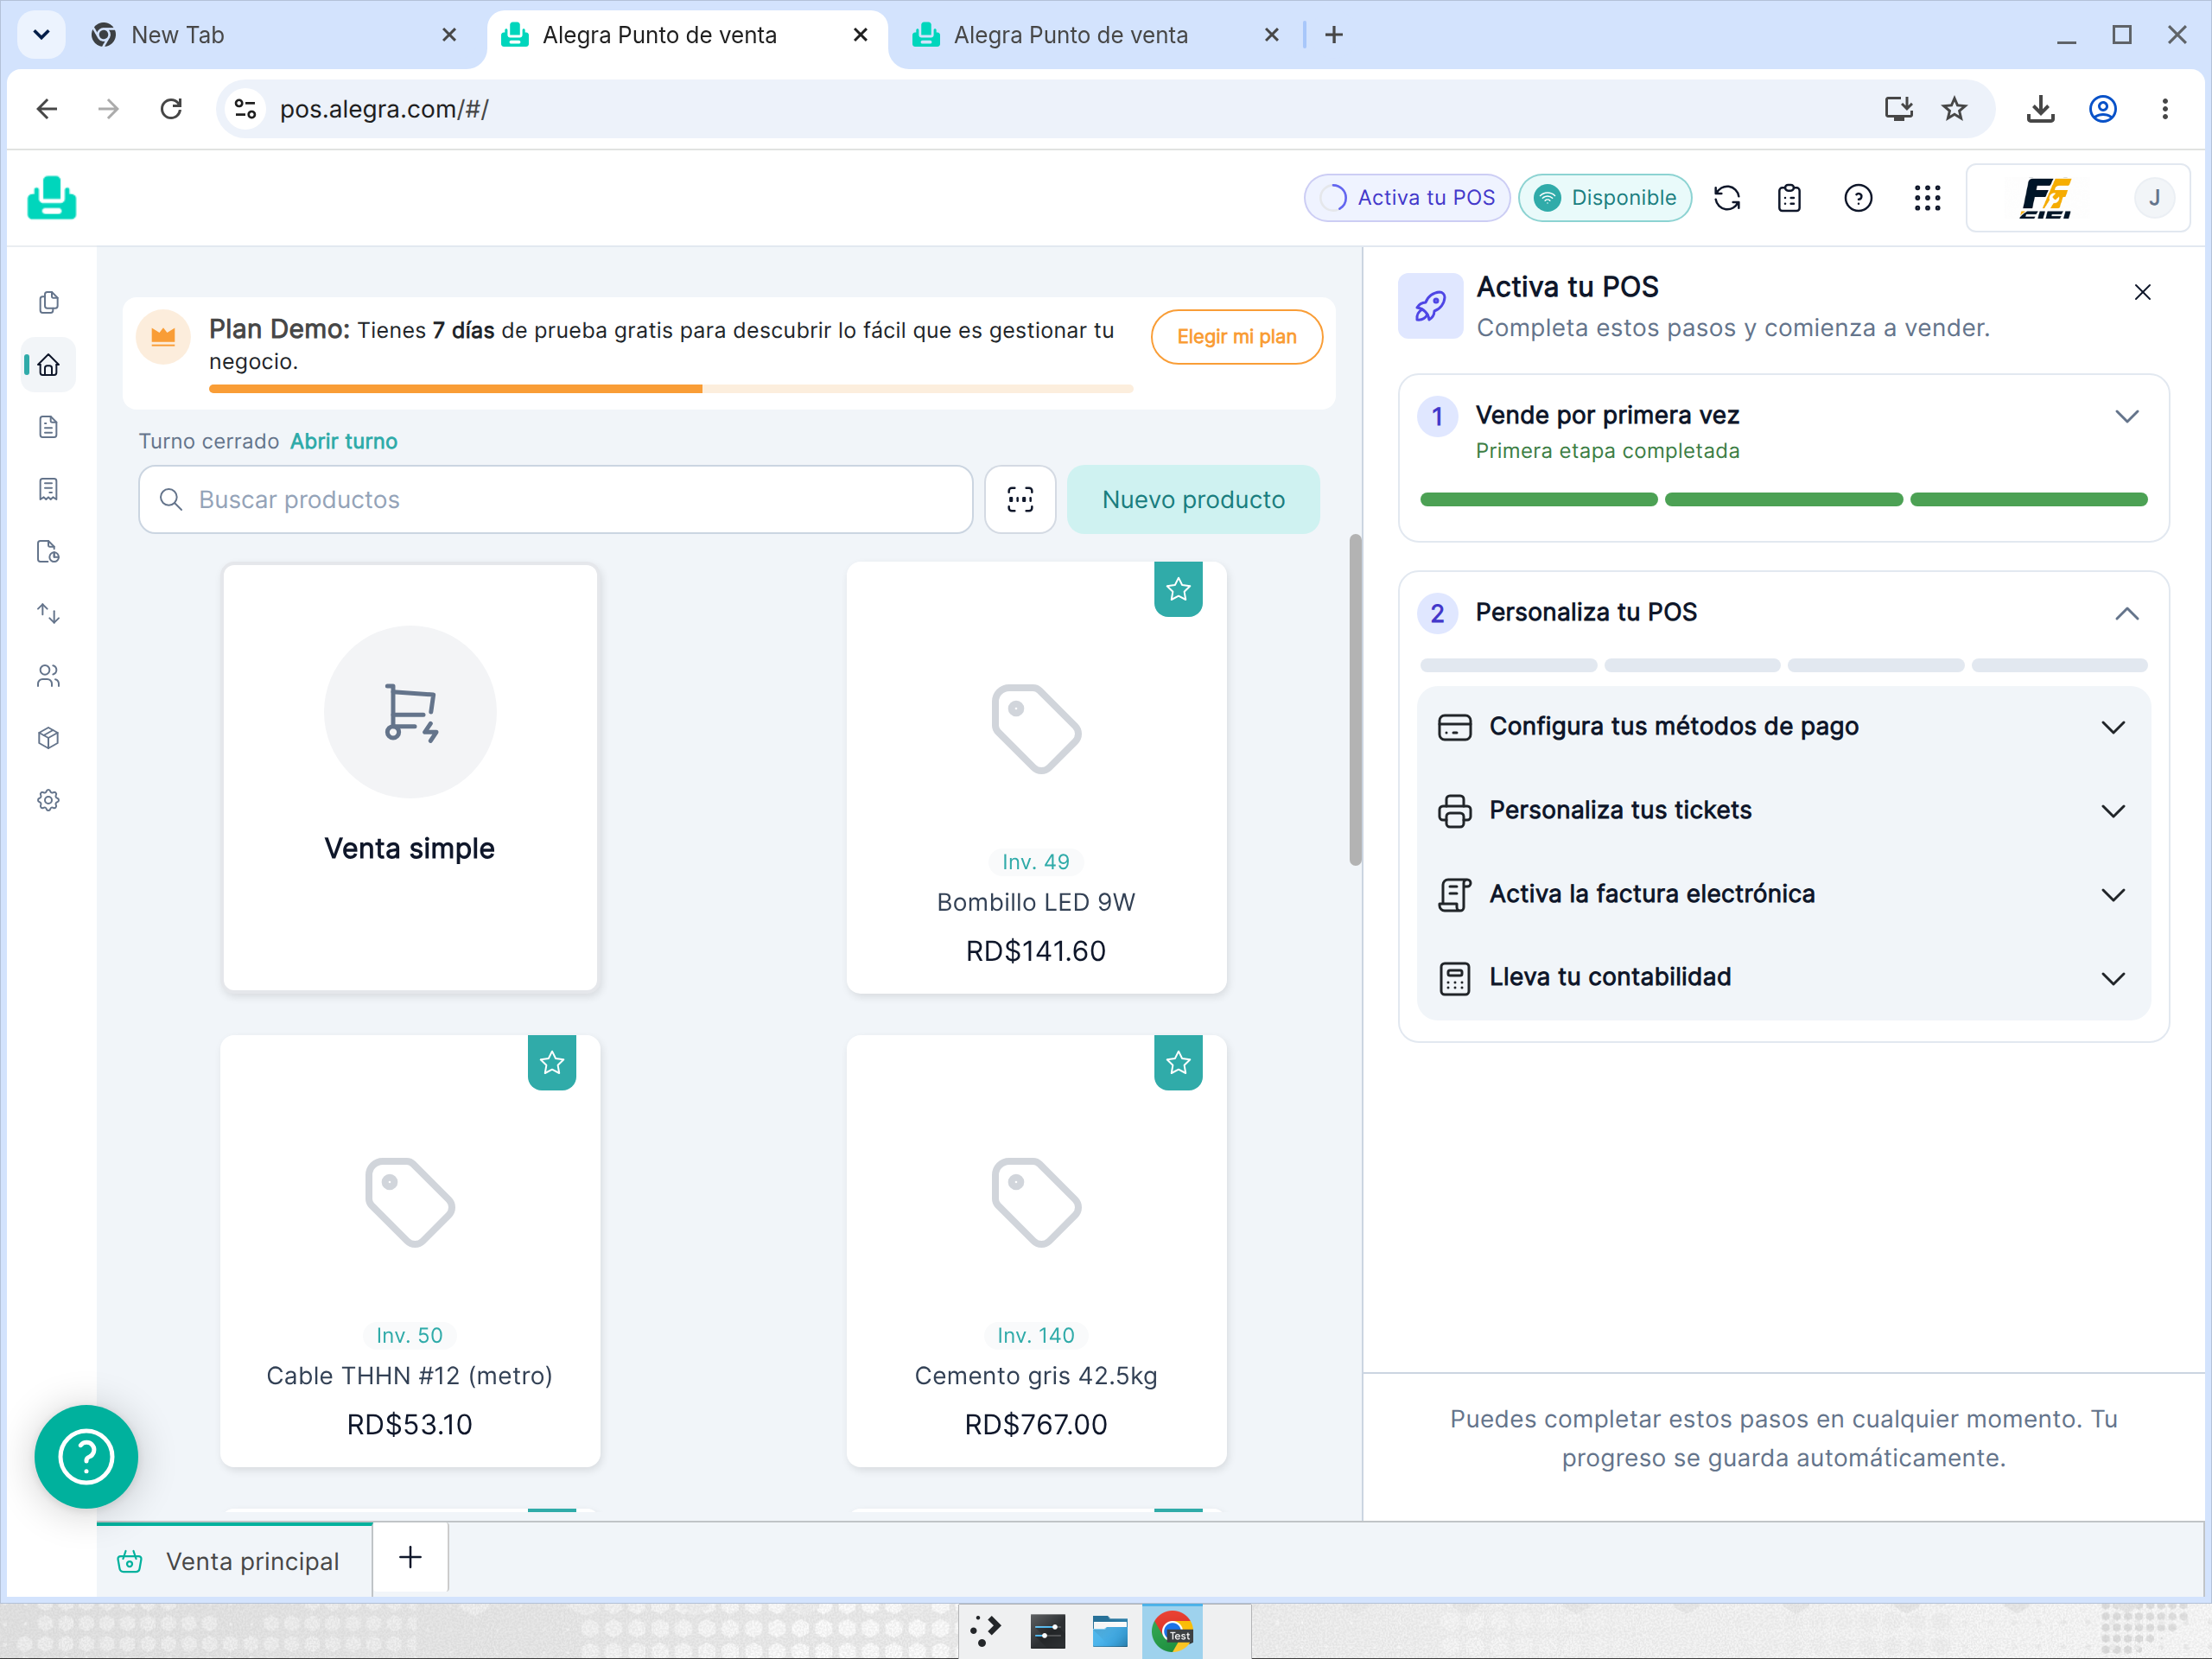 New Tab
Alegra Punto de venta
Alegra Punto de venta
pos.alegra.com/#/
Activa tu POS
Disponible
J
Plan Demo: Tienes 7 días de prueba gratis para descubrir lo fácil que es gestionar tu
negocio.
Elegir mi plan
Turno cerrado Abrir turno
Buscar productos
Nuevo producto
Venta simple
Inv. 49
Bombillo LED 9W
RD$141.60
Inv. 50
Cable THHN #12 (metro)
RD$53.10
Inv. 140
Cemento gris 42.5kg
RD$767.00
Activa tu POS
Completa estos pasos y comienza a vender.
1
Vende por primera vez
Primera etapa completada
2
Personaliza tu POS
Configura tus métodos de pago
Personaliza tus tickets
Activa la factura electrónica
Lleva tu contabilidad
Puedes completar estos pasos en cualquier momento. Tu
progreso se guarda automáticamente.
Venta principal
Test